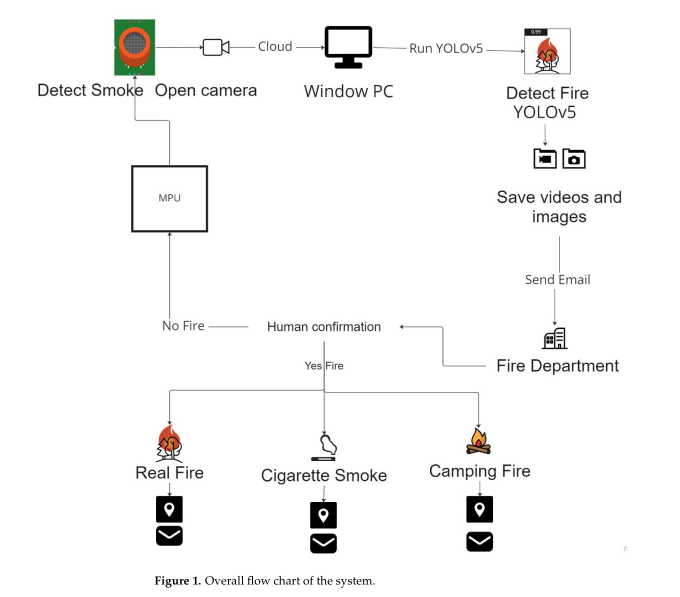 0.99
Detect Smoke Open camera
Cloud
Window PC
Run YOLOv5
Detect Fire
YOLOv5
MPU
Save videos and
images
Send Email
No Fire
Human confirmation
Fire Department
Yes Fire
Real Fire
Cigarette Smoke
Camping Fire
Figure 1. Overall flow chart of the system.